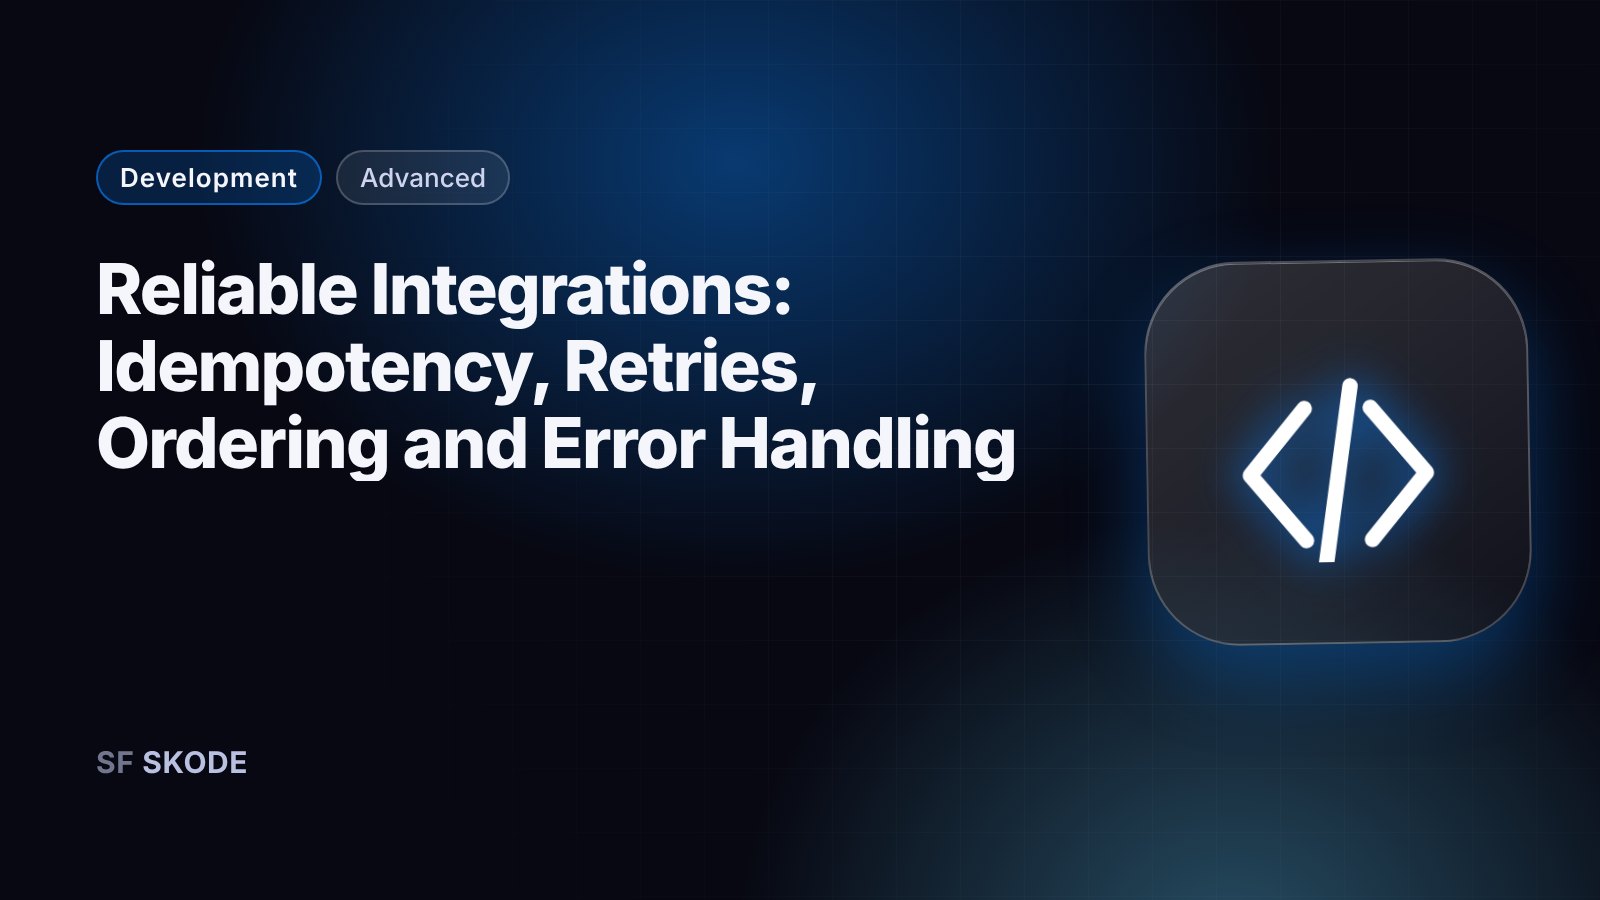 Development
Advanced
Reliable Integrations:
Idempotency, Retries,
Ordering and Error Handling
SF SKODE